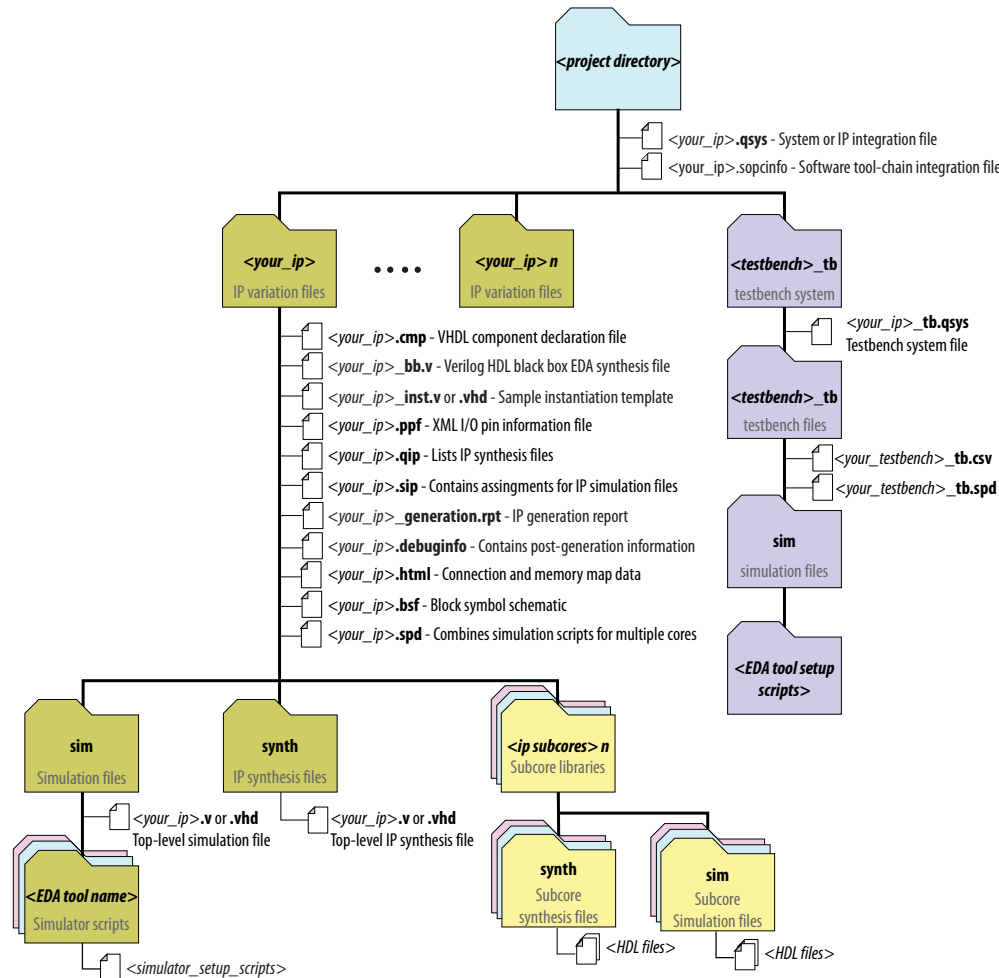 <project directory>
<your_ip>.qsys - System or IP integration file
<your_ip>.sopcinfo - Software tool-chain integration file
<your_ip>
IP variation files
<your_ip> n
IP variation files
<testbench>_tb
testbench system
<your_ip>_tb.qsys
Testbench system file
<testbench>_tb
testbench files
<your_testbench>_tb.csv
<your_testbench>_tb.spd
sim
simulation files
<EDA tool setup
scripts>
<your_ip>.cmp - VHDL component declaration file
<your_ip>_bb.v - Verilog HDL black box EDA synthesis file
<your_ip>_inst.v or .vhd - Sample instantiation template
<your_ip>.ppf - XML I/O pin information file
<your_ip>.qip - Lists IP synthesis files
<your_ip>.sip - Contains assingments for IP simulation files
<your_ip>_generation.rpt - IP generation report
<your_ip>.debuginfo - Contains post-generation information
<your_ip>.html - Connection and memory map data
<your_ip>.bsf - Block symbol schematic
<your_ip>.spd - Combines simulation scripts for multiple cores
sim
Simulation files
<your_ip>.v or .vhd
Top-level simulation file
<EDA tool name>
Simulator scripts
<simulator_setup_scripts>
synth
IP synthesis files
<your_ip>.v or .vhd
Top-level IP synthesis file
<ip subcores> n
Subcore libraries
synth
Subcore
synthesis files
<HDL files>
sim
Subcore
Simulation files
<HDL files>